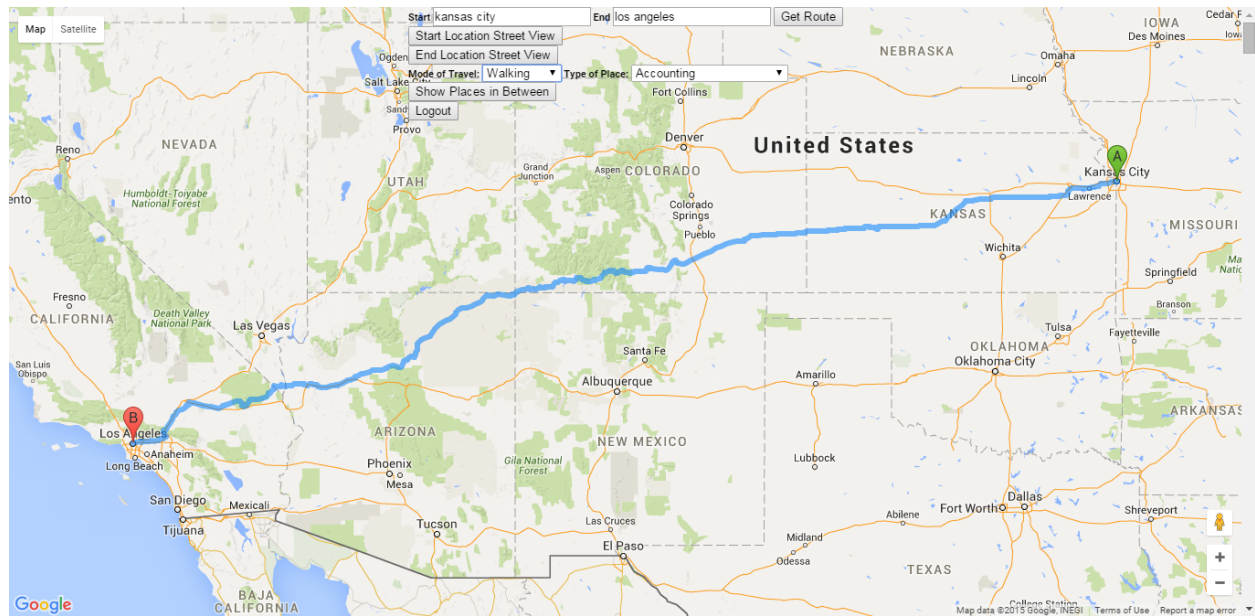 Map Satellite
Start kansas city End los angeles Get Route
Start Location Street View
End Location Street View
Mode of Travel: Walking Type of Place: Accounting
Show Places in Between
Logout
Cedar
IOWA
Des Moines
NEBRASKA
Omaha
Ogden
Lincoln
Salt Lake City
Fort Collins
Provo
Reno
NEVADA
Denver
United States
Grand Junction
Aspen
COLORADO
Kansas City
UTAH
Humboldt-Toiyabe National Forest
Colorado Springs
Lawrence
KANSAS
MISSOURI
Pueblo
Wichita
Springfield
Fresno
CALIFORNIA
Death Valley National Park
Las Vegas
Branson
Tulsa
Fayetteville
San Luis Obispo
Santa Fe
OKLAHOMA
Oklahoma City
Albuquerque
Amarillo
ARKANSAS
Los Angeles
Anaheim
Long Beach
ARIZONA
NEW MEXICO
Phoenix
Mesa
Gila National Forest
Lubbock
San Diego
Mexicali
Tijuana
Tucson
Las Cruces
Abilene
Fort Worth
Dallas
Shreveport
El Paso
Midland
Odessa
TEXAS
BAJA CALIFORNIA
College Station
A
B
+
−
Google
Map data ©2015 Google, INEGI Terms of Use Report a map error